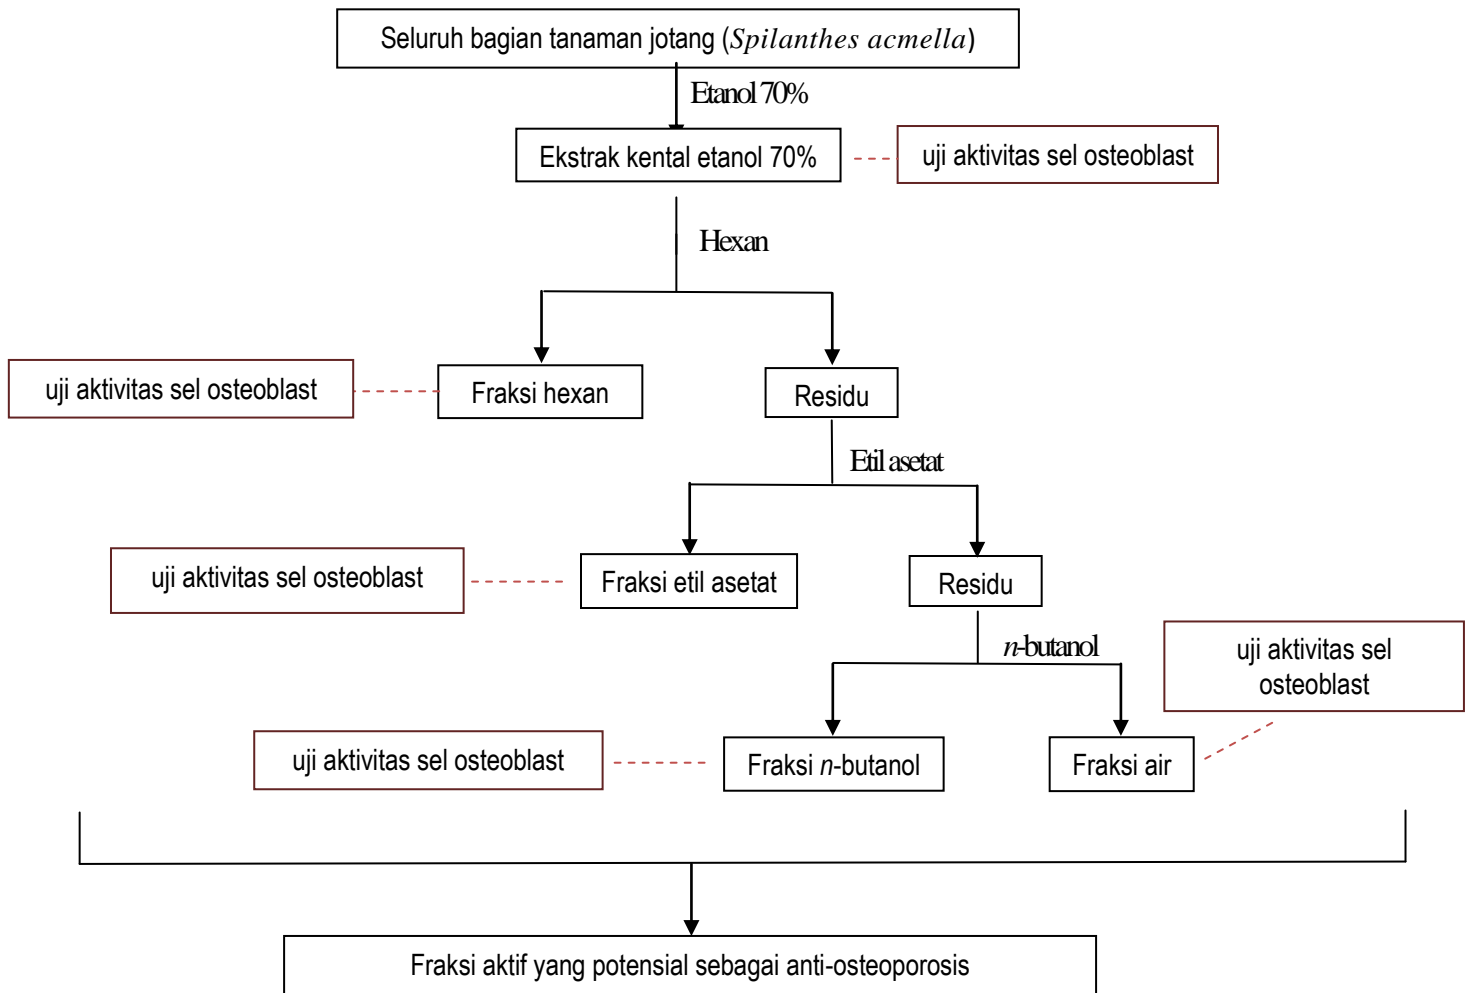 Seluruh bagian tanaman jotang (Spilanthes acmella)
Etanol 70%
Ekstrak kental etanol 70%
uji aktivitas sel osteoblast
Hexan
uji aktivitas sel osteoblast
Fraksi hexan
Residu
Etil asetat
uji aktivitas sel osteoblast
Fraksi etil asetat
Residu
n-butanol
uji aktivitas sel
osteoblast
uji aktivitas sel osteoblast
Fraksi n-butanol
Fraksi air
Fraksi aktif yang potensial sebagai anti-osteoporosis